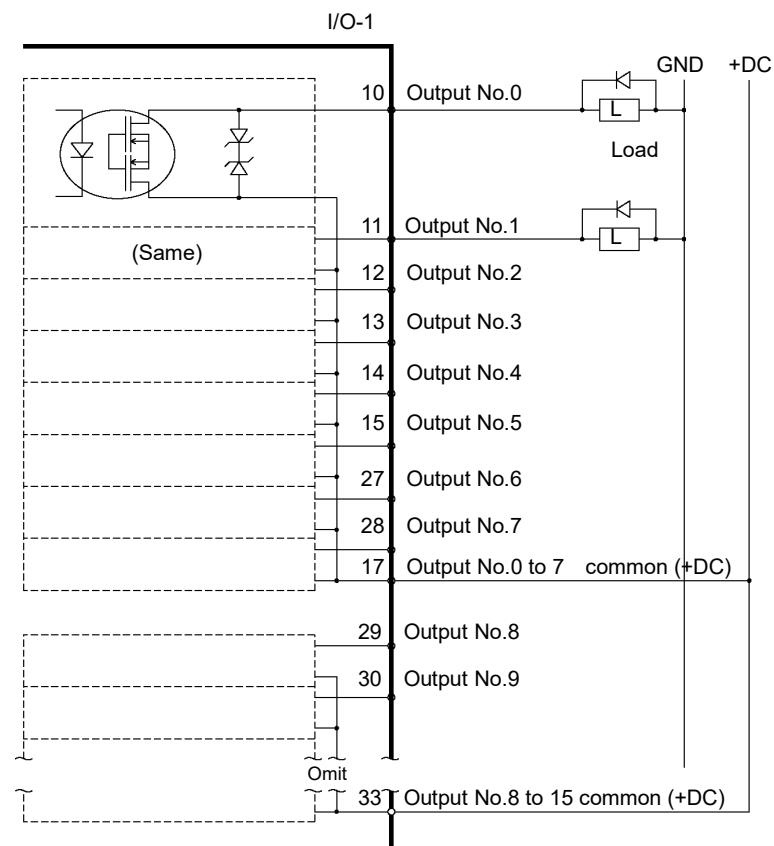 I/O-1
GND +DC
10 Output No.0
L
Load
11 Output No.1
L
(Same)
12 Output No.2
13 Output No.3
14 Output No.4
15 Output No.5
27 Output No.6
28 Output No.7
17 Output No.0 to 7 common (+DC)
29 Output No.8
30 Output No.9
Omit
33 Output No.8 to 15 common (+DC)